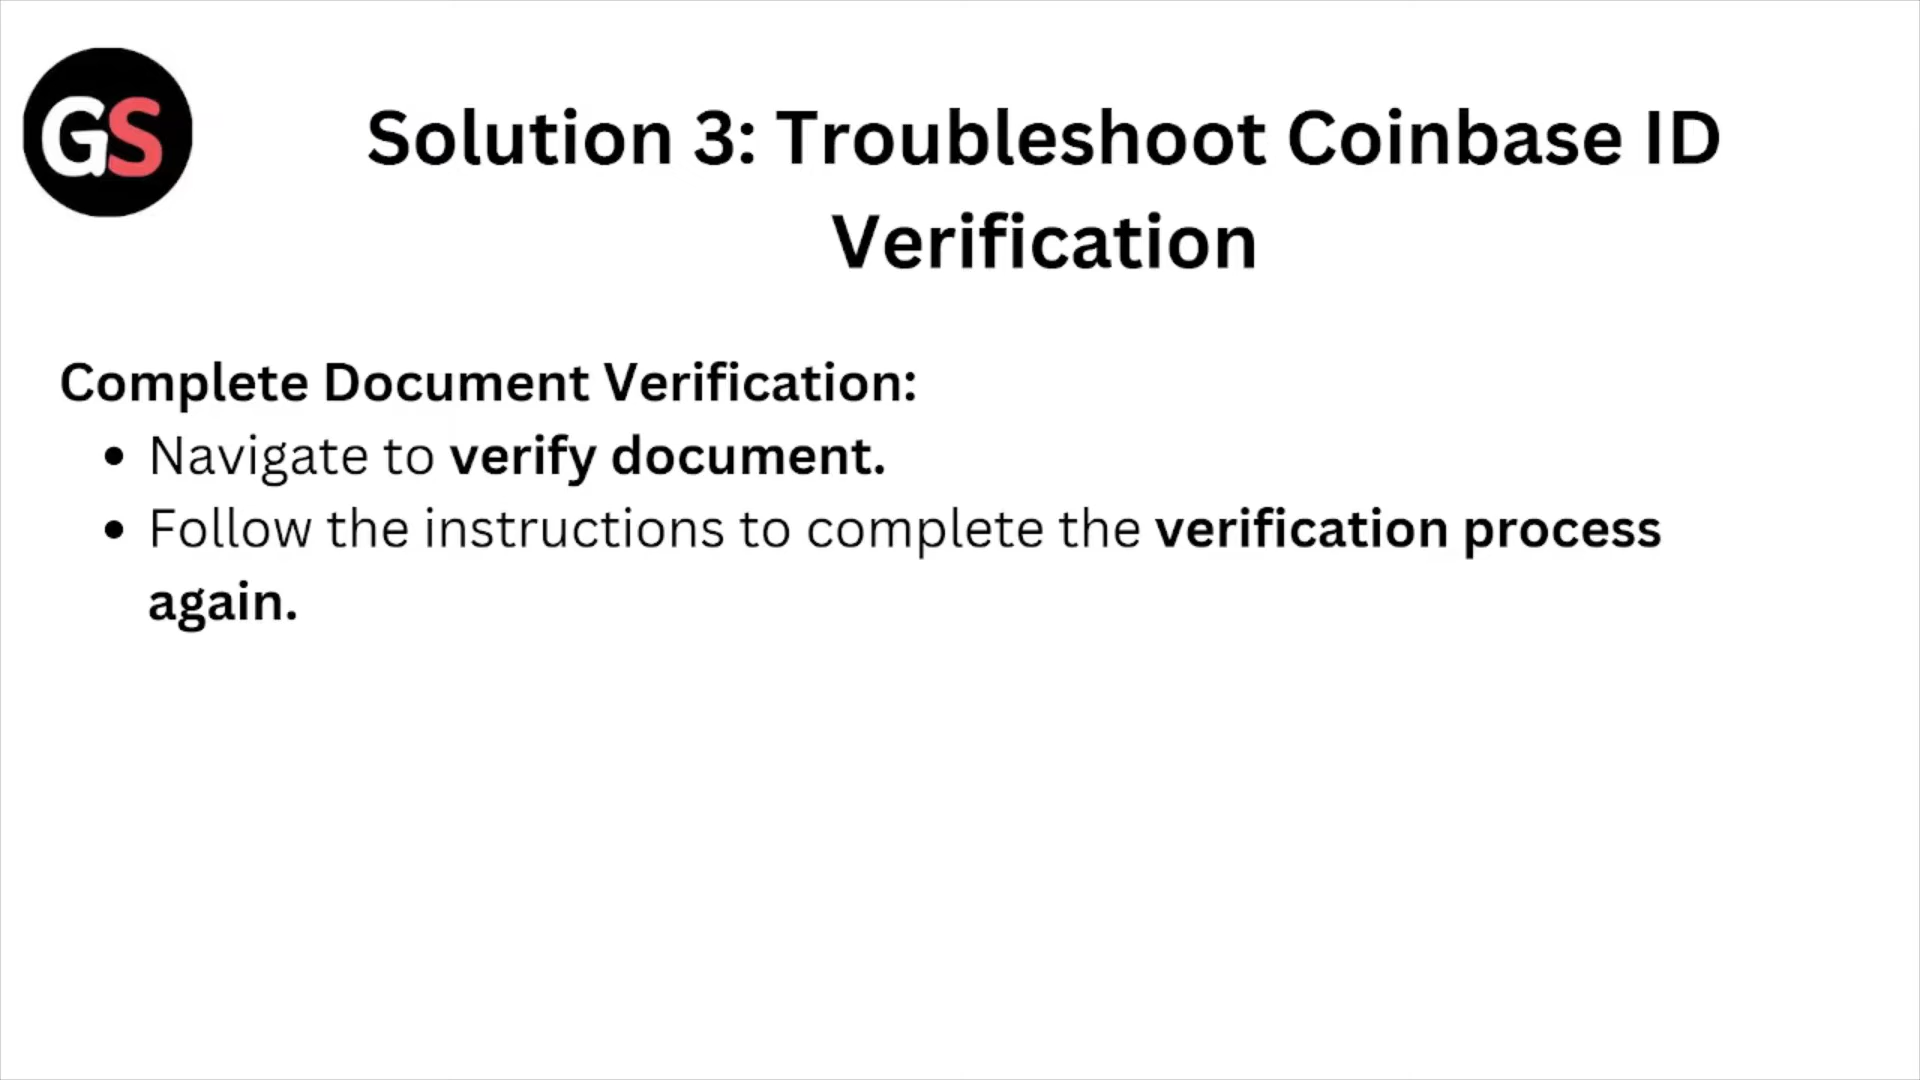 GS
Solution 3: Troubleshoot Coinbase ID
Verification
Complete Document Verification:
• Navigate to verify document.
• Follow the instructions to complete the verification process
again.